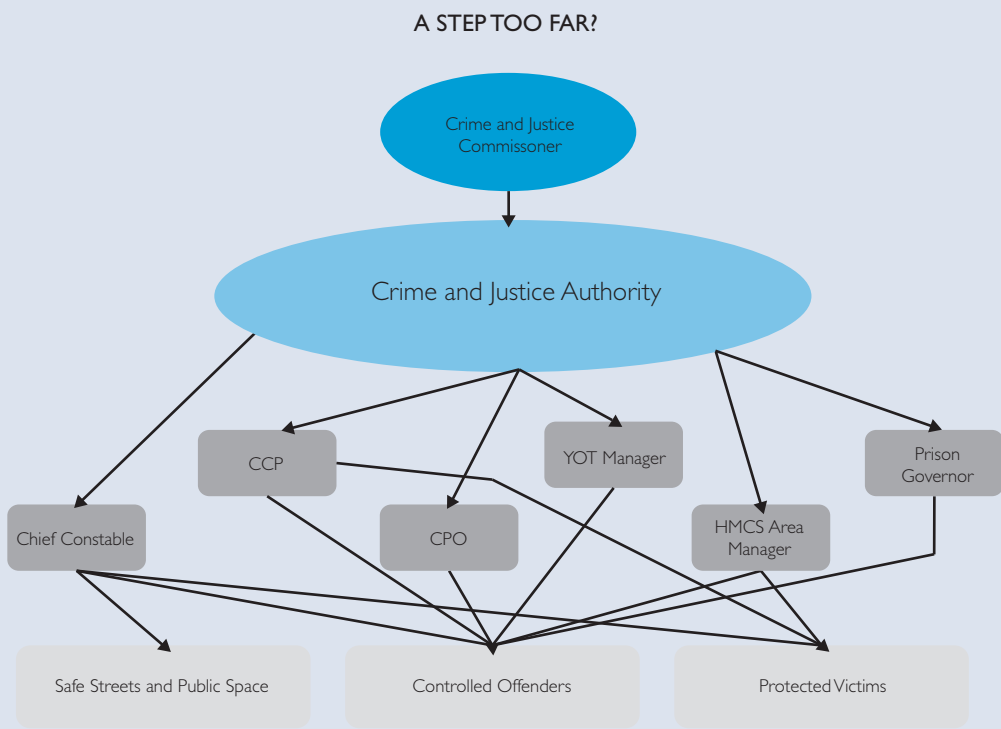 A STEP TOO FAR?
Crime and Justice
Commissoner
Crime and Justice Authority
CCP
YOT Manager
Prison
Governor
Chief Constable
CPO
HMCS Area
Manager
Safe Streets and Public Space
Controlled Offenders
Protected Victims